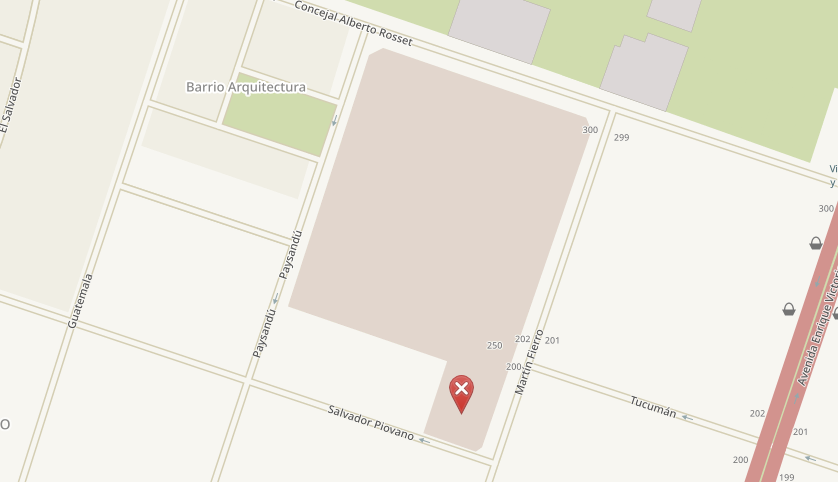 Concejal Alberto Rosset
Barrio Arquitectura
El Salvador
300
299
Vi
y
300
Paysandú
Guatemala
Paysandú
250
202
201
200
Martín Fierro
Avenida Enrique Victori
Tucumán
Salvador Piovano
202
201
200
199
O